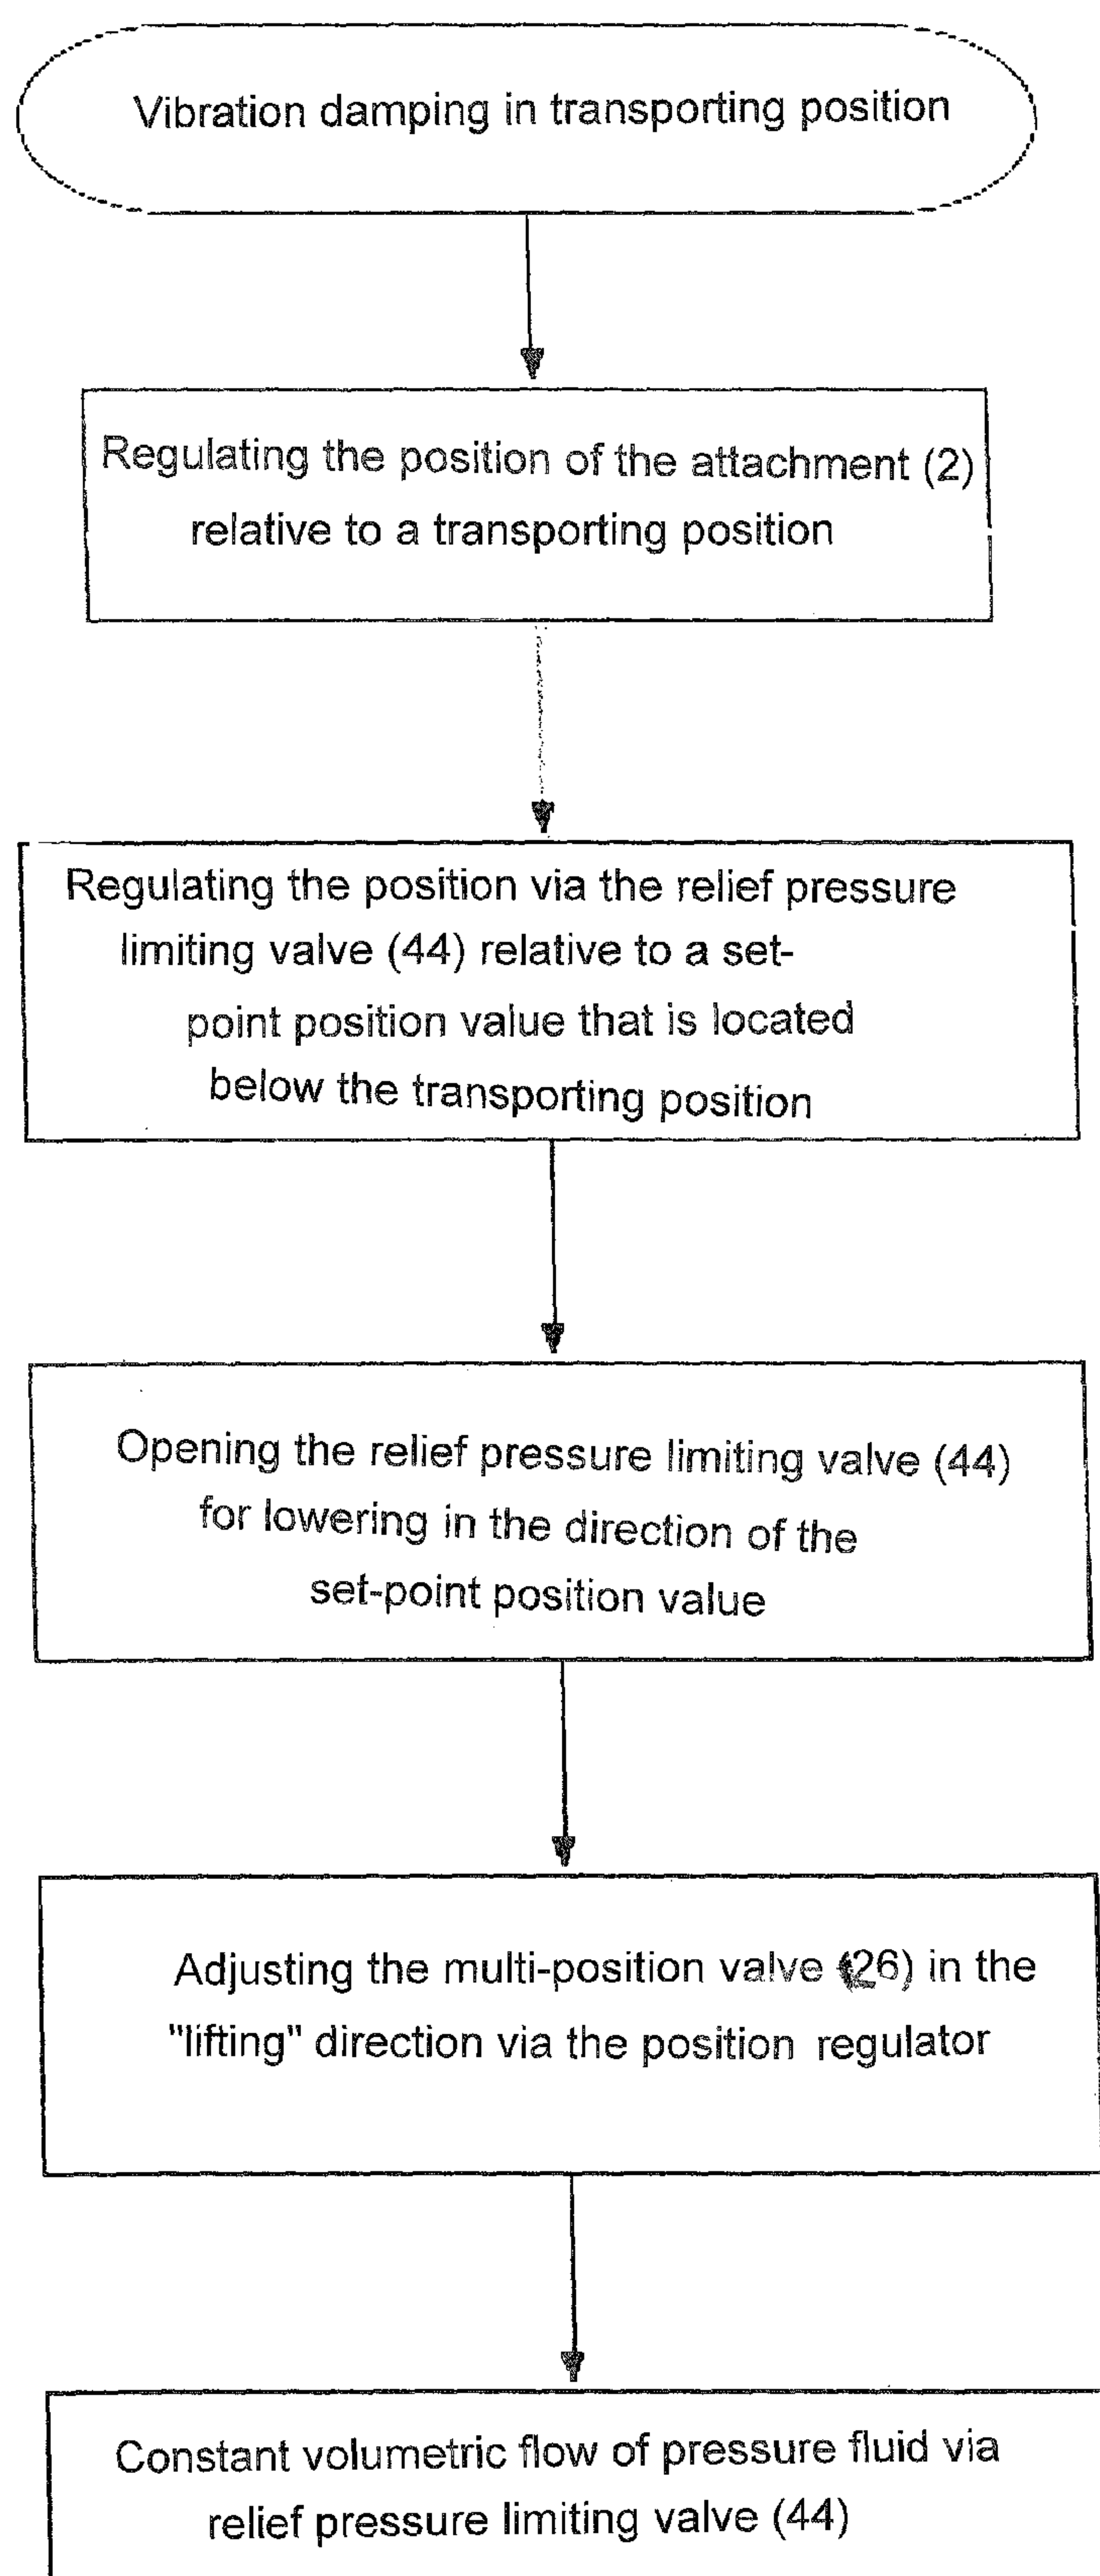 Vibration damping in transporting position
Regulating the position of the attachment (2)
relative to a transporting position
Regulating the position via the relief pressure
limiting valve (44) relative to a set-
point position value that is located
below the transporting position
Opening the relief pressure limiting valve (44)
for lowering in the direction of the
set-point position value
Adjusting the multi-position valve (26) in the
"lifting" direction via the position regulator
Constant volumetric flow of pressure fluid via
relief pressure limiting valve (44)